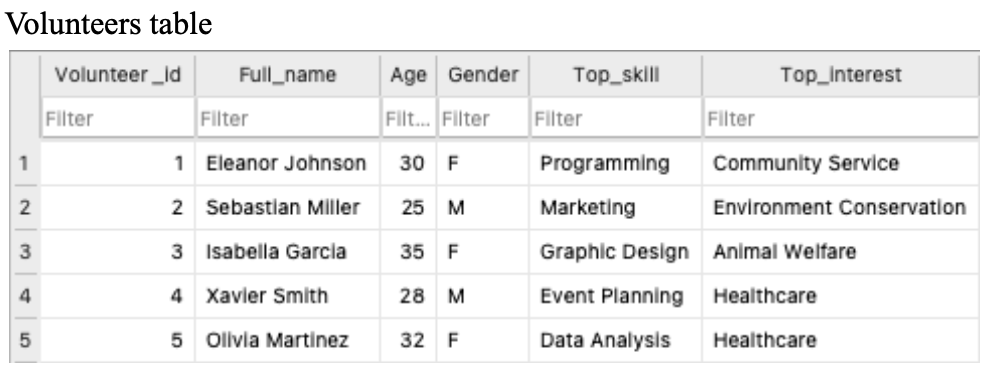 Volunteers table
Volunteer_id Full_name Age Gender Top_skill Top_interest
Filter Filter Filt... Filter Filter Filter
1 1 Eleanor Johnson 30 F Programming Community Service
2 2 Sebastian Miller 25 M Marketing Environment Conservation
3 3 Isabella Garcia 35 F Graphic Design Animal Welfare
4 4 Xavier Smith 28 M Event Planning Healthcare
5 5 Olivia Martinez 32 F Data Analysis Healthcare